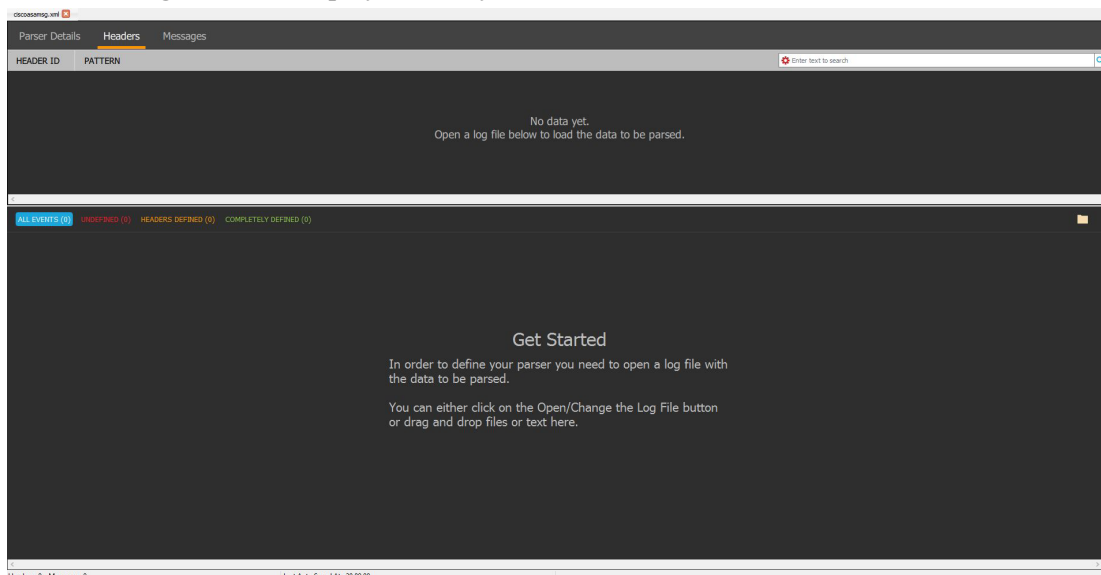 ciscoasamsg.xml
Parser Details Headers Messages
HEADER ID PATTERN Enter text to search
No data yet.
Open a log file below to load the data to be parsed.
ALL EVENTS (0) UNDEFINED (0) HEADERS DEFINED (0) COMPLETELY DEFINED (0)
Get Started
In order to define your parser you need to open a log file with
the data to be parsed.
You can either click on the Open/Change the Log File button
or drag and drop files or text here.